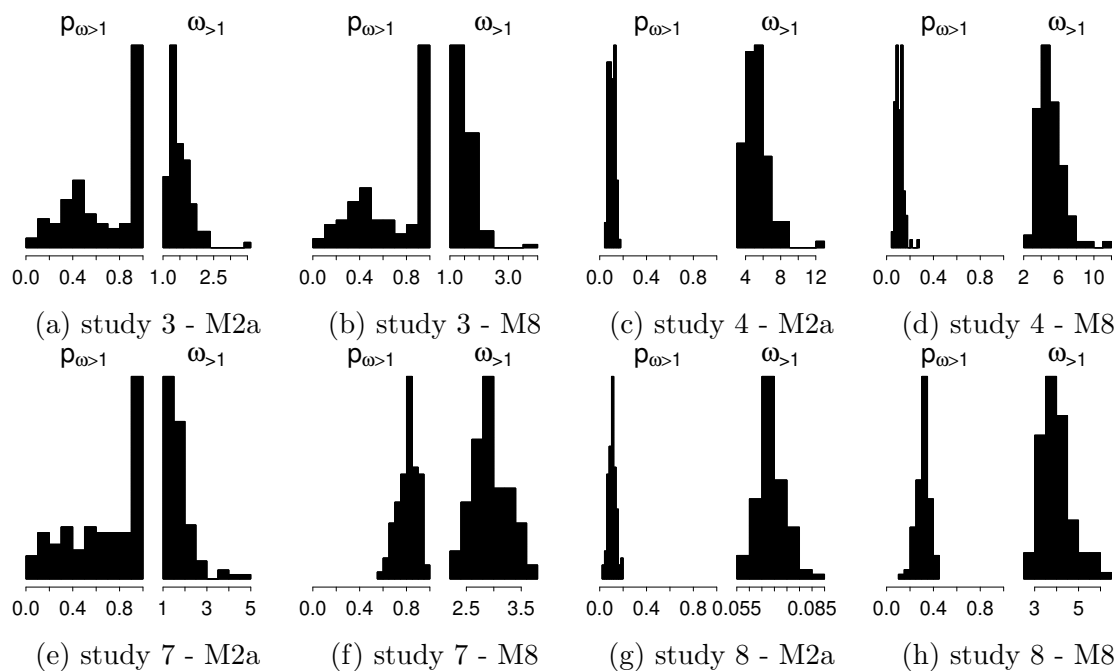 pω>1 ω>1 pω>1 ω>1 pω>1 ω>1 pω>1 ω>1
0.0 0.4 0.8 1.0 2.5 0.0 0.4 0.8 1.0 3.0 0.0 0.4 0.8 4 8 12 0.0 0.4 0.8 2 6 10
(a) study 3 - M2a (b) study 3 - M8 (c) study 4 - M2a (d) study 4 - M8
pω>1 ω>1 pω>1 ω>1 pω>1 ω>1 pω>1 ω>1
0.0 0.4 0.8 1 3 5 0.0 0.4 0.8 2.5 3.5 0.0 0.4 0.8 0.055 0.085 0.0 0.4 0.8 3 5
(e) study 7 - M2a (f) study 7 - M8 (g) study 8 - M2a (h) study 8 - M8